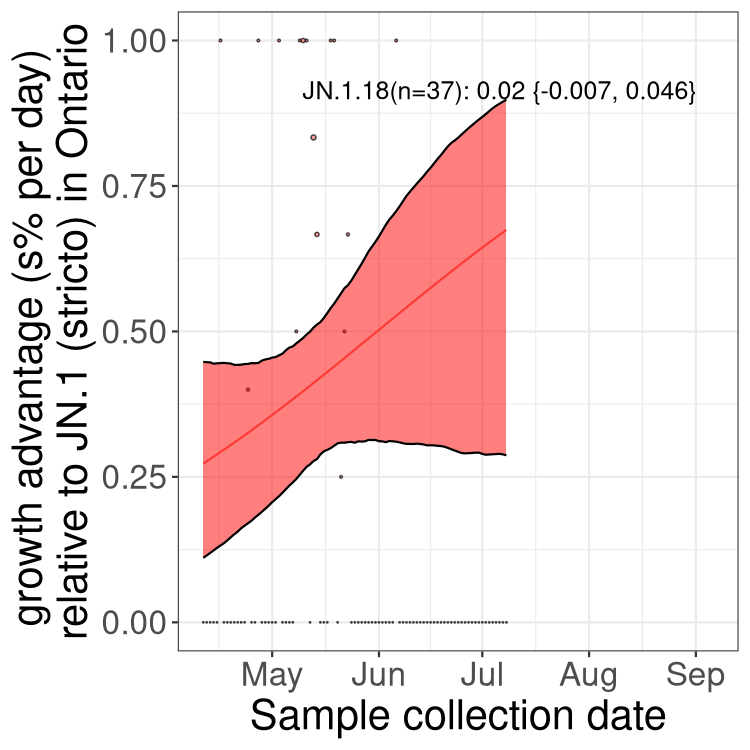 growth advantage (s% per day)
relative to JN.1 (stricto) in Ontario
1.00
0.75
0.50
0.25
0.00
JN.1.18(n=37): 0.02 {-0.007, 0.046}
May Jun Jul Aug Sep
Sample collection date